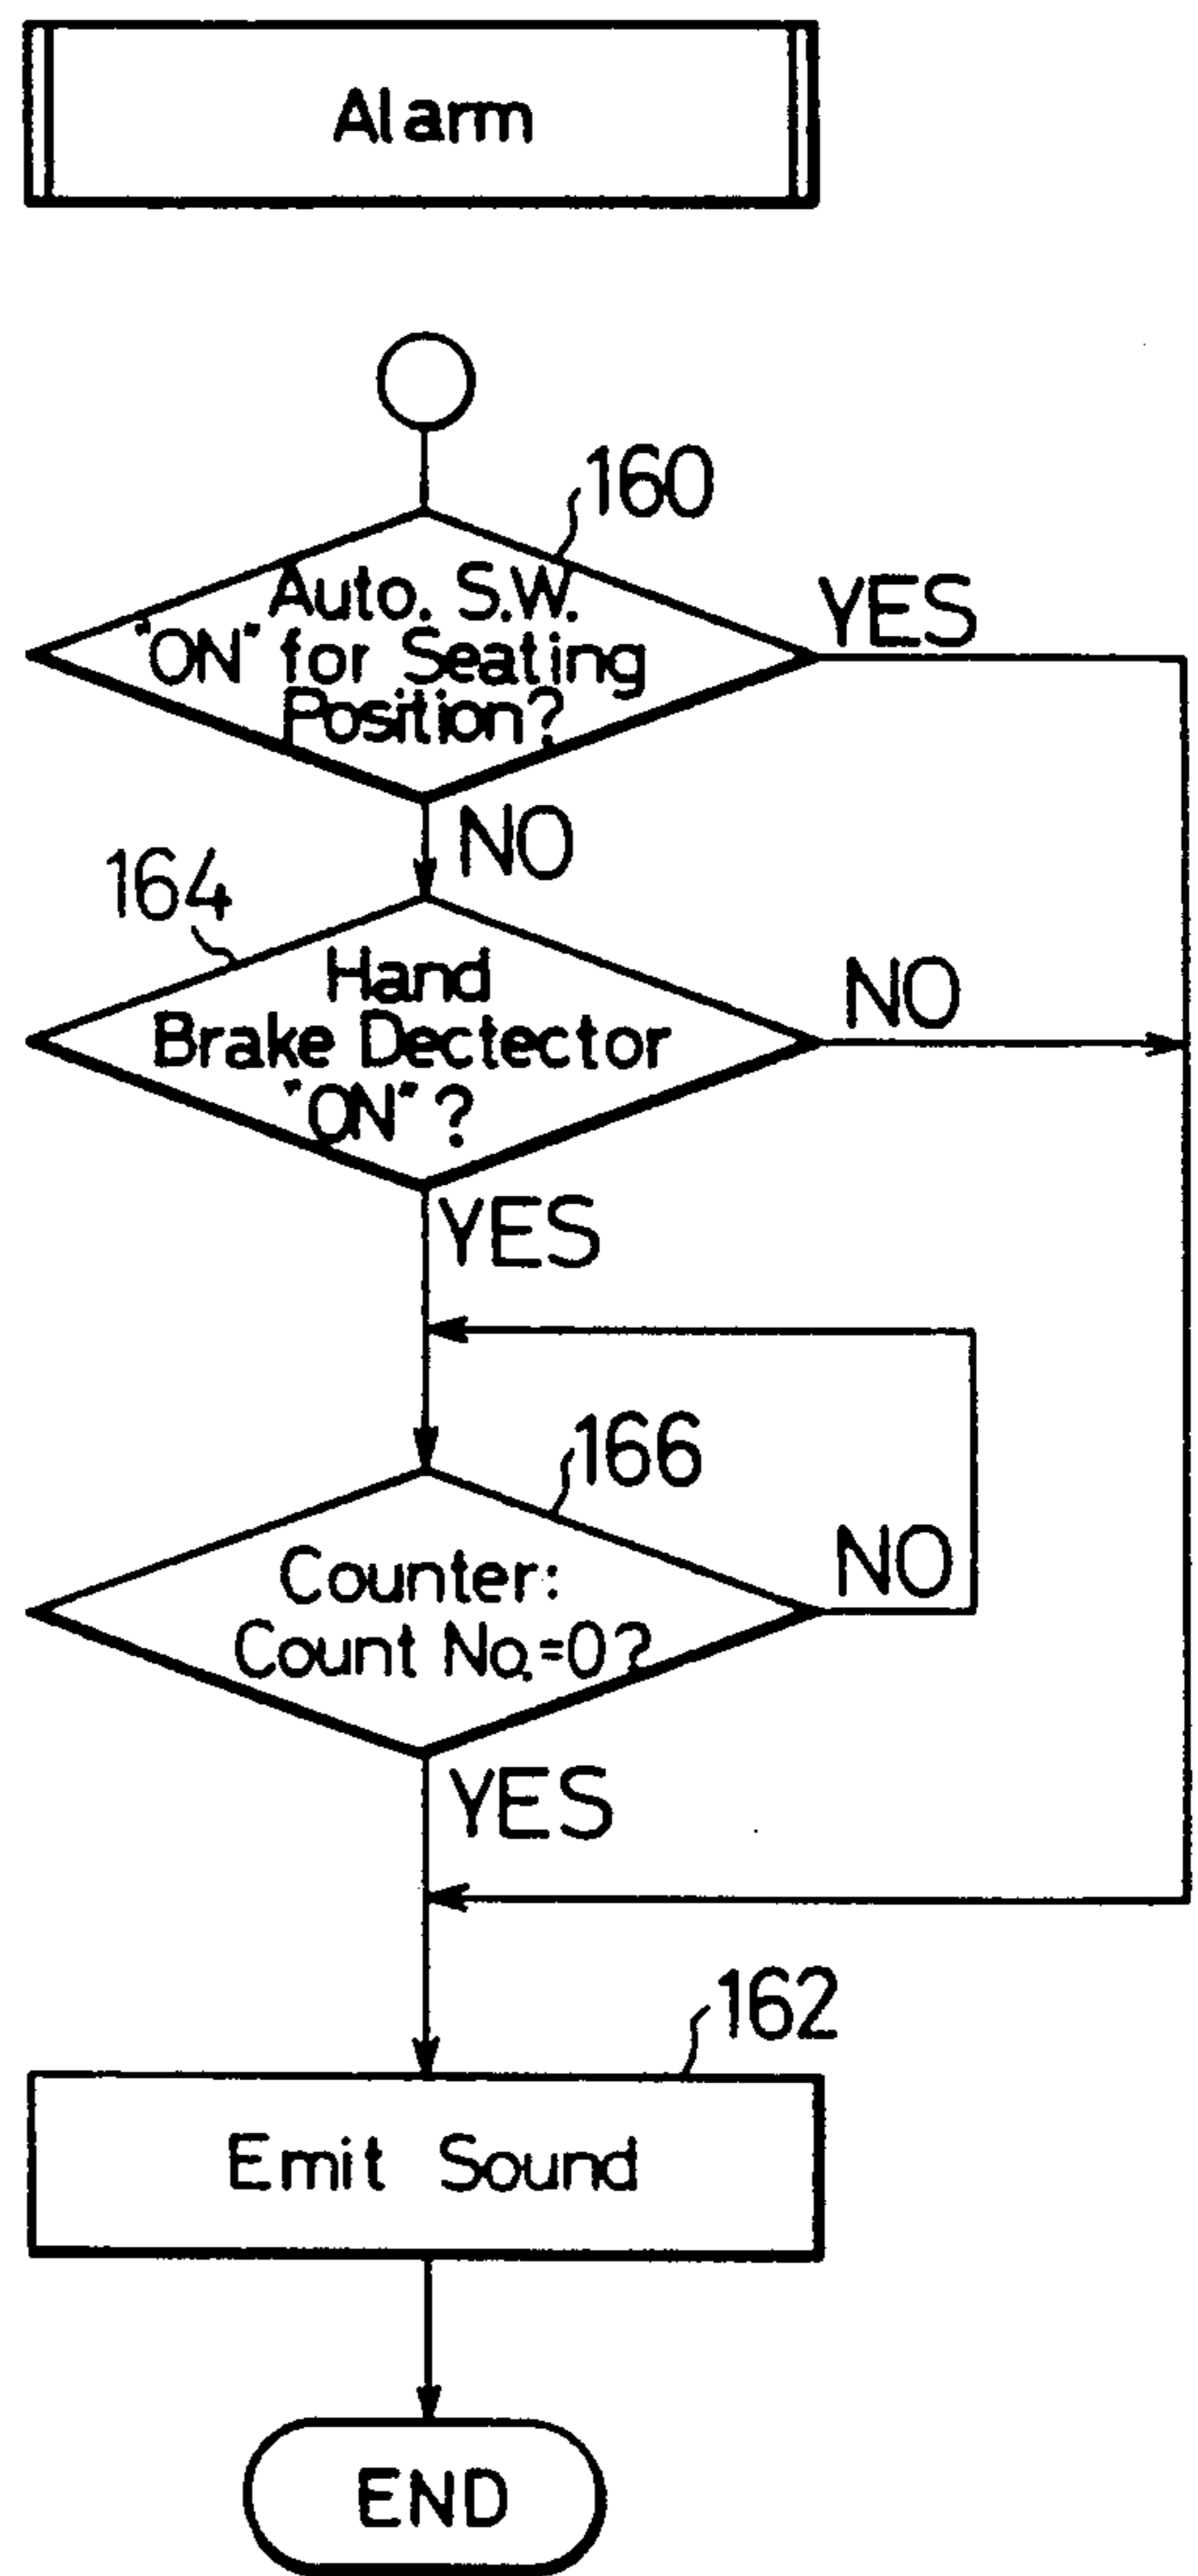 Alarm
160
Auto. S.W.
"ON" for Seating
Position?
YES
NO
164
Hand
Brake Dectector
"ON"?
NO
YES
166
Counter:
Count No.=0?
NO
YES
162
Emit Sound
END